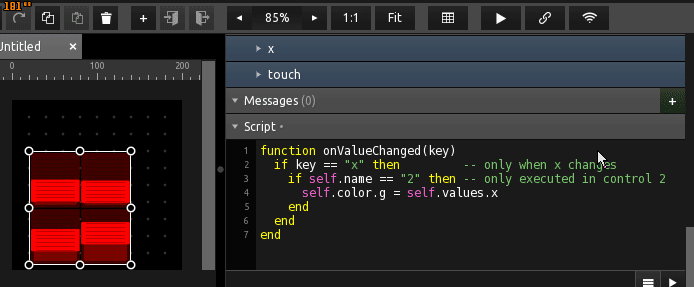 101"
85% 1:1 Fit
Untitled ×
0 100 200
x
touch
Messages (0)
+
Script •
1 function onValueChanged(key)
2 if key == "x" then -- only when x changes
3 if self.name == "2" then -- only executed in control 2
4 self.color.g = self.values.x
5 end
6 end
7 end